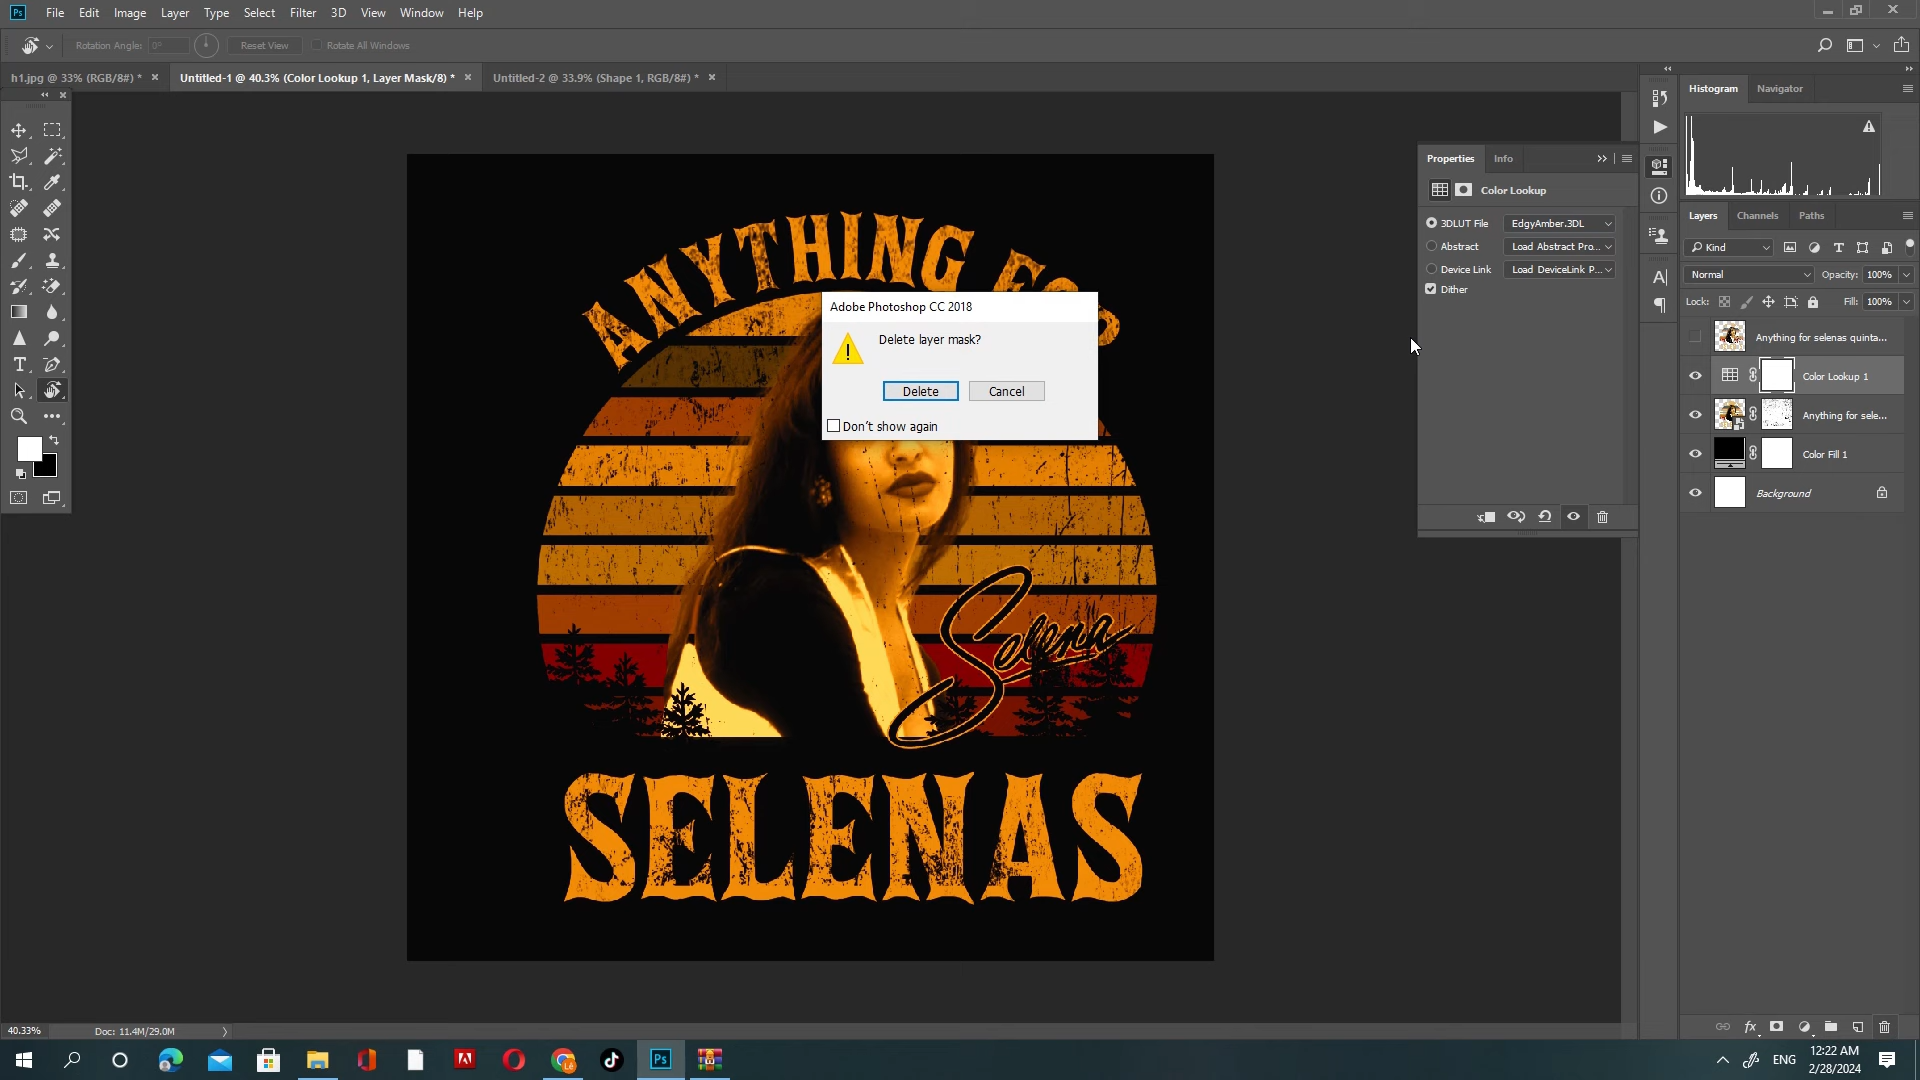 Ps File Edit Image Layer Type Select Filter 3D View Window Help
Rotation Angle: 0° Reset View Rotate All Windows
h1.jpg @ 33% (RGB/8#) * Untitled-1 @ 40.3% (Color Lookup 1, Layer Mask/8) * Untitled-2 @ 33.9% (Shape 1, RGB/8#) *
Histogram Navigator
Properties Info
Color Lookup
3DLUT File EdgyAmber.3DL
Abstract Load Abstract Pro...
Device Link Load DeviceLink P...
Dither
Layers Channels Paths
Kind
Normal Opacity: 100%
Lock: Fill: 100%
Anything for selenas quinta...
Color Lookup 1
Anything for sele...
Color Fill 1
Background
ANYTHING
Adobe Photoshop CC 2018
Delete layer mask?
Delete Cancel
Don't show again
Selena
SELENAS
40.33% Doc: 11.4M/29.0M
Ps ENG 12:22 AM
2/28/2024